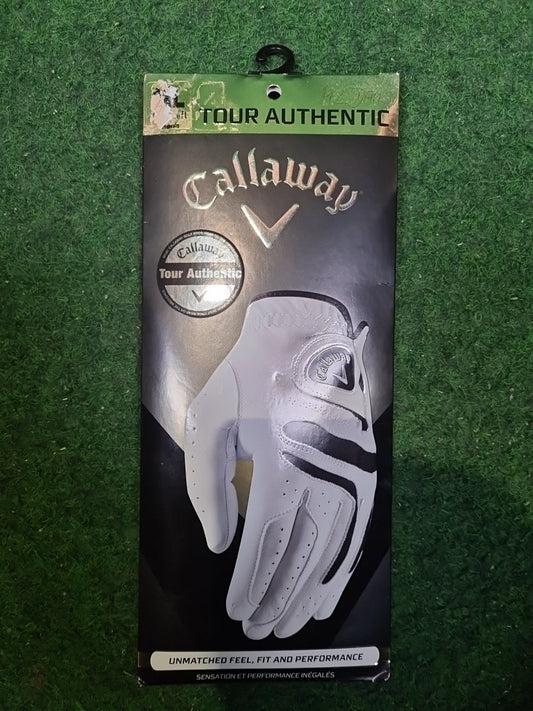 L
TOUR AUTHENTIC
Callaway
Callaway
Tour Authentic
Callaway
UNMATCHED FEEL, FIT AND PERFORMANCE
SENSATION ET PERFORMANCE INÉGALÉS